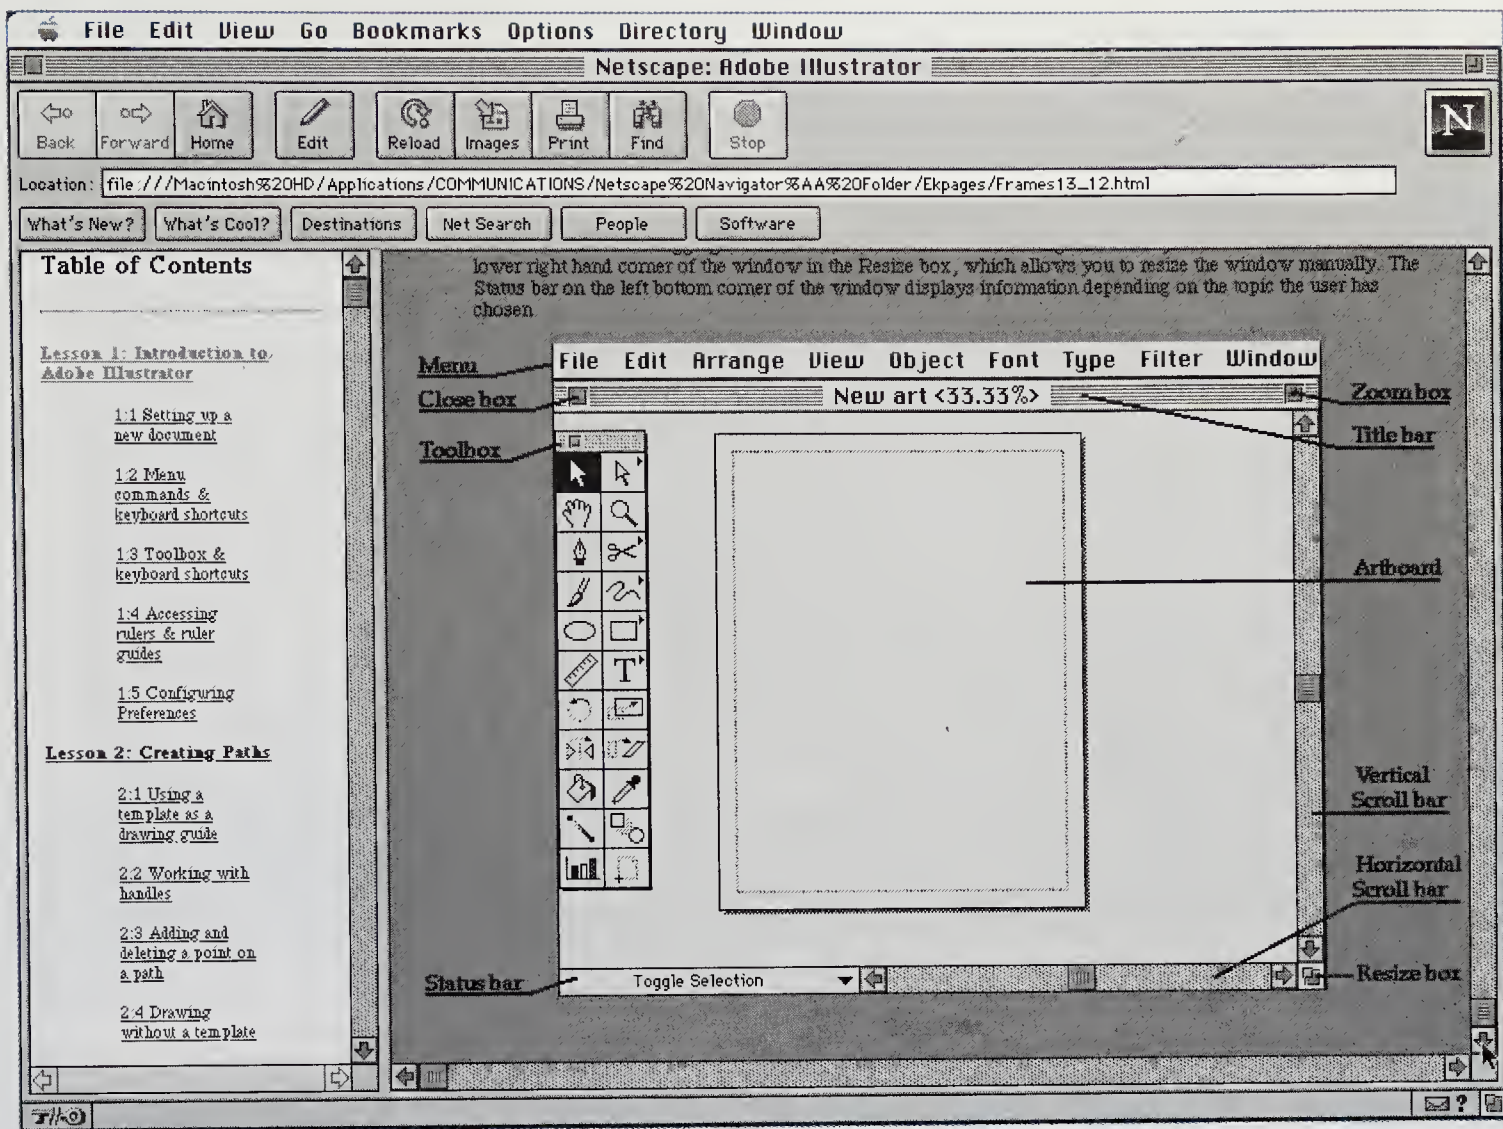 File Edit View Go Bookmarks Options Directory Window
Netscape: Adobe Illustrator
Back Forward Home Edit Reload Images Print Find Stop
N
Location: file:///Macintosh%20HD/Applications/COMMUNICATIONS/Netscape%20Navigator%AA%20Folder/Ekpages/Frames13_12.html
What's New? What's Cool? Destinations Net Search People Software
Table of Contents
Lesson 1: Introduction to
Adobe Illustrator
1:1 Setting up a
new document
1:2 Menu
commands &
keyboard shortcuts
1:3 Toolbox &
keyboard shortcuts
1:4 Accessing
rulers & ruler
guides
1:5 Configuring
Preferences
Lesson 2: Creating Paths
2:1 Using a
template as a
drawing guide
2:2 Working with
handles
2:3 Adding and
deleting a point on
a path
2:4 Drawing
without a template
lower right hand corner of the window in the Resize box, which allows you to resize the window manually. The
Status bar on the left bottom corner of the window displays information depending on the topic the user has
chosen
Menu
Close box
Toolbox
Status bar
File Edit Arrange View Object Font Type Filter Window
New art <33.33%>
T
Toggle Selection
Zoom box
Title bar
Artboard
Vertical
Scroll bar
Horizontal
Scroll bar
Resize box
?